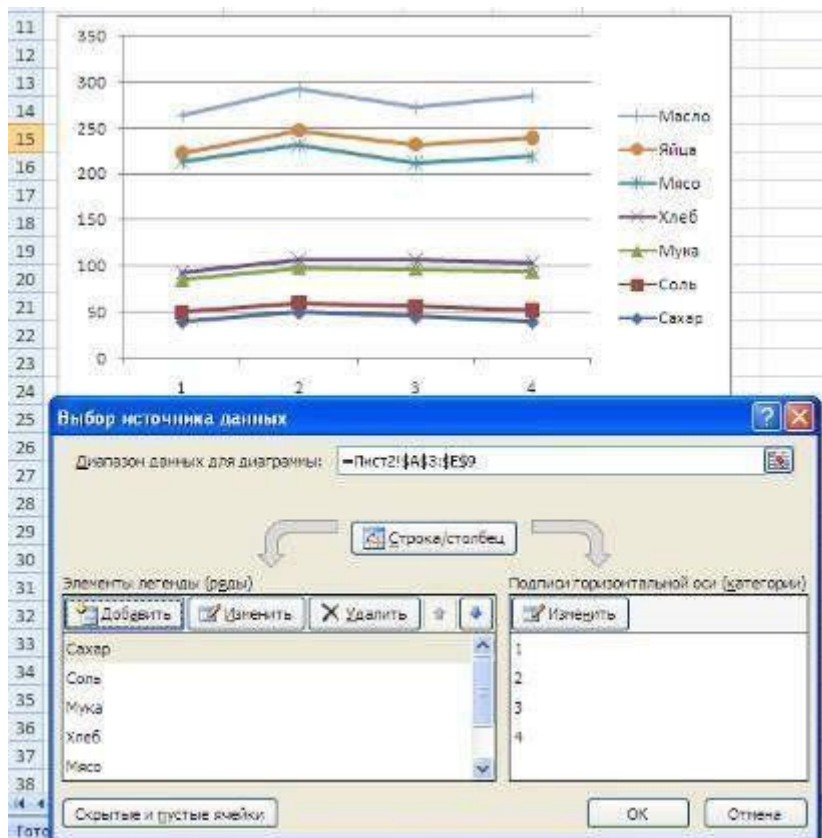 11
12
13
14
15
16
17
18
19
20
21
22
23
24
25
26
27
28
29
30
31
32
33
34
35
36
37
38
350
300
250
200
150
100
50
0
1 2 3 4
Масло
Яйца
Мясо
Хлеб
Мука
Соль
Сахар
Выбор источника данных
Диапазон данных для диаграммы: =Лист2!$A$3:$E$9
Строка/столбец
Элементы легенды (ряды)
Добавить Изменить Удалить
Сахар
Соль
Мука
Хлеб
Мясо
Подписи горизонтальной оси (категории)
Изменить
1
2
3
4
Скрытые и пустые ячейки ОК Отмена
Гото